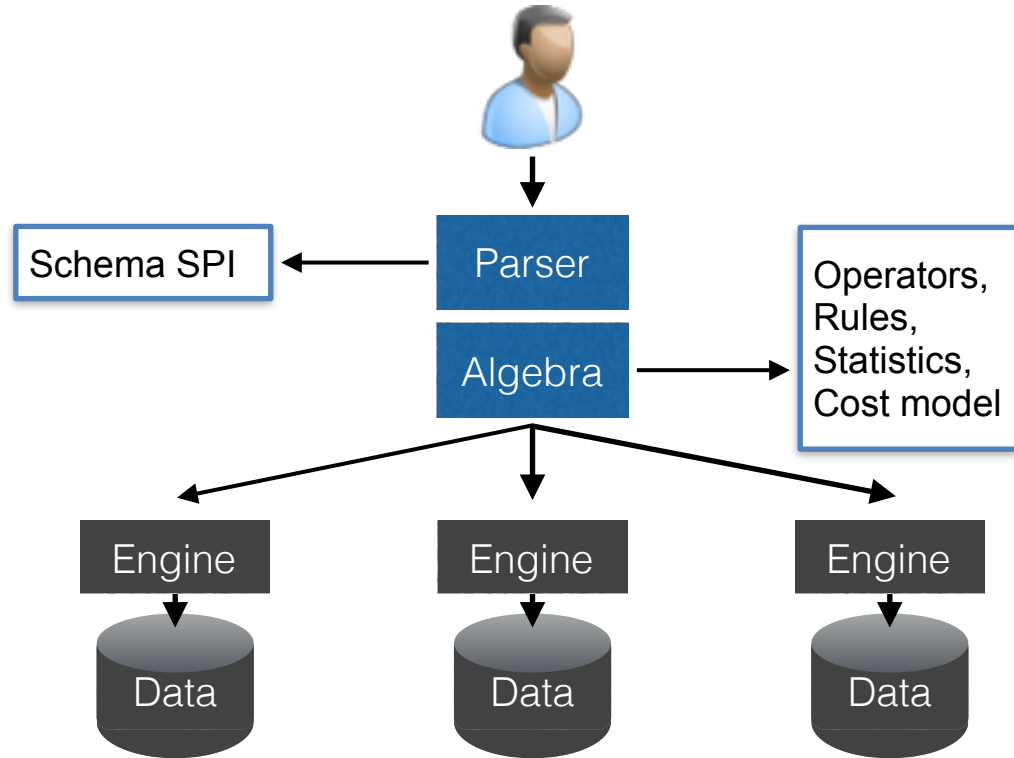 Schema SPI
Parser
Algebra
Operators,
Rules,
Statistics,
Cost model
Engine
Engine
Engine
Data
Data
Data